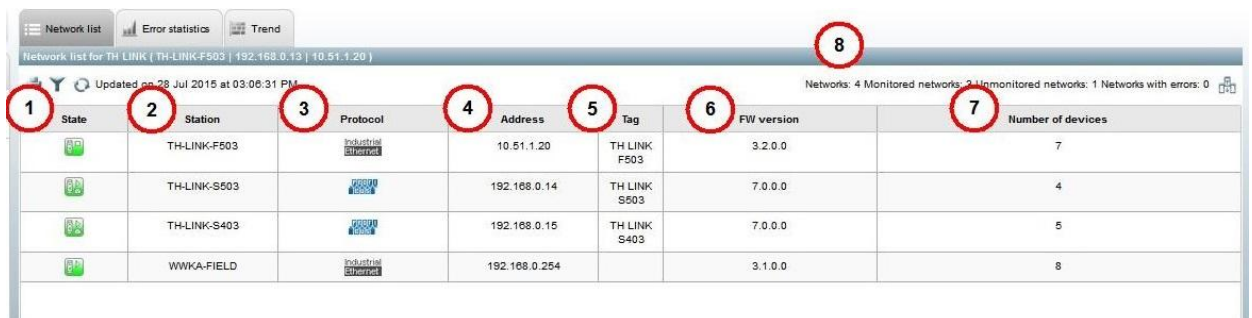 Network list Error statistics Trend
8
Network list for TH LINK ( TH-LINK-F503 | 192.168.0.13 | 10.51.1.20 )
Updated on 28 Jul 2015 at 03:06:31 PM Networks: 4 Monitored networks: 3 Unmonitored networks: 1 Networks with errors: 0
1 2 3 4 5 6 7
State Station Protocol Address Tag FW version Number of devices
TH-LINK-F503 Industrial Ethernet 10.51.1.20 TH LINK F503 3.2.0.0 7
TH-LINK-S503 192.168.0.14 TH LINK S503 7.0.0.0 4
TH-LINK-S403 192.168.0.15 TH LINK S403 7.0.0.0 5
WWKA-FIELD Industrial Ethernet 192.168.0.254 3.1.0.0 8